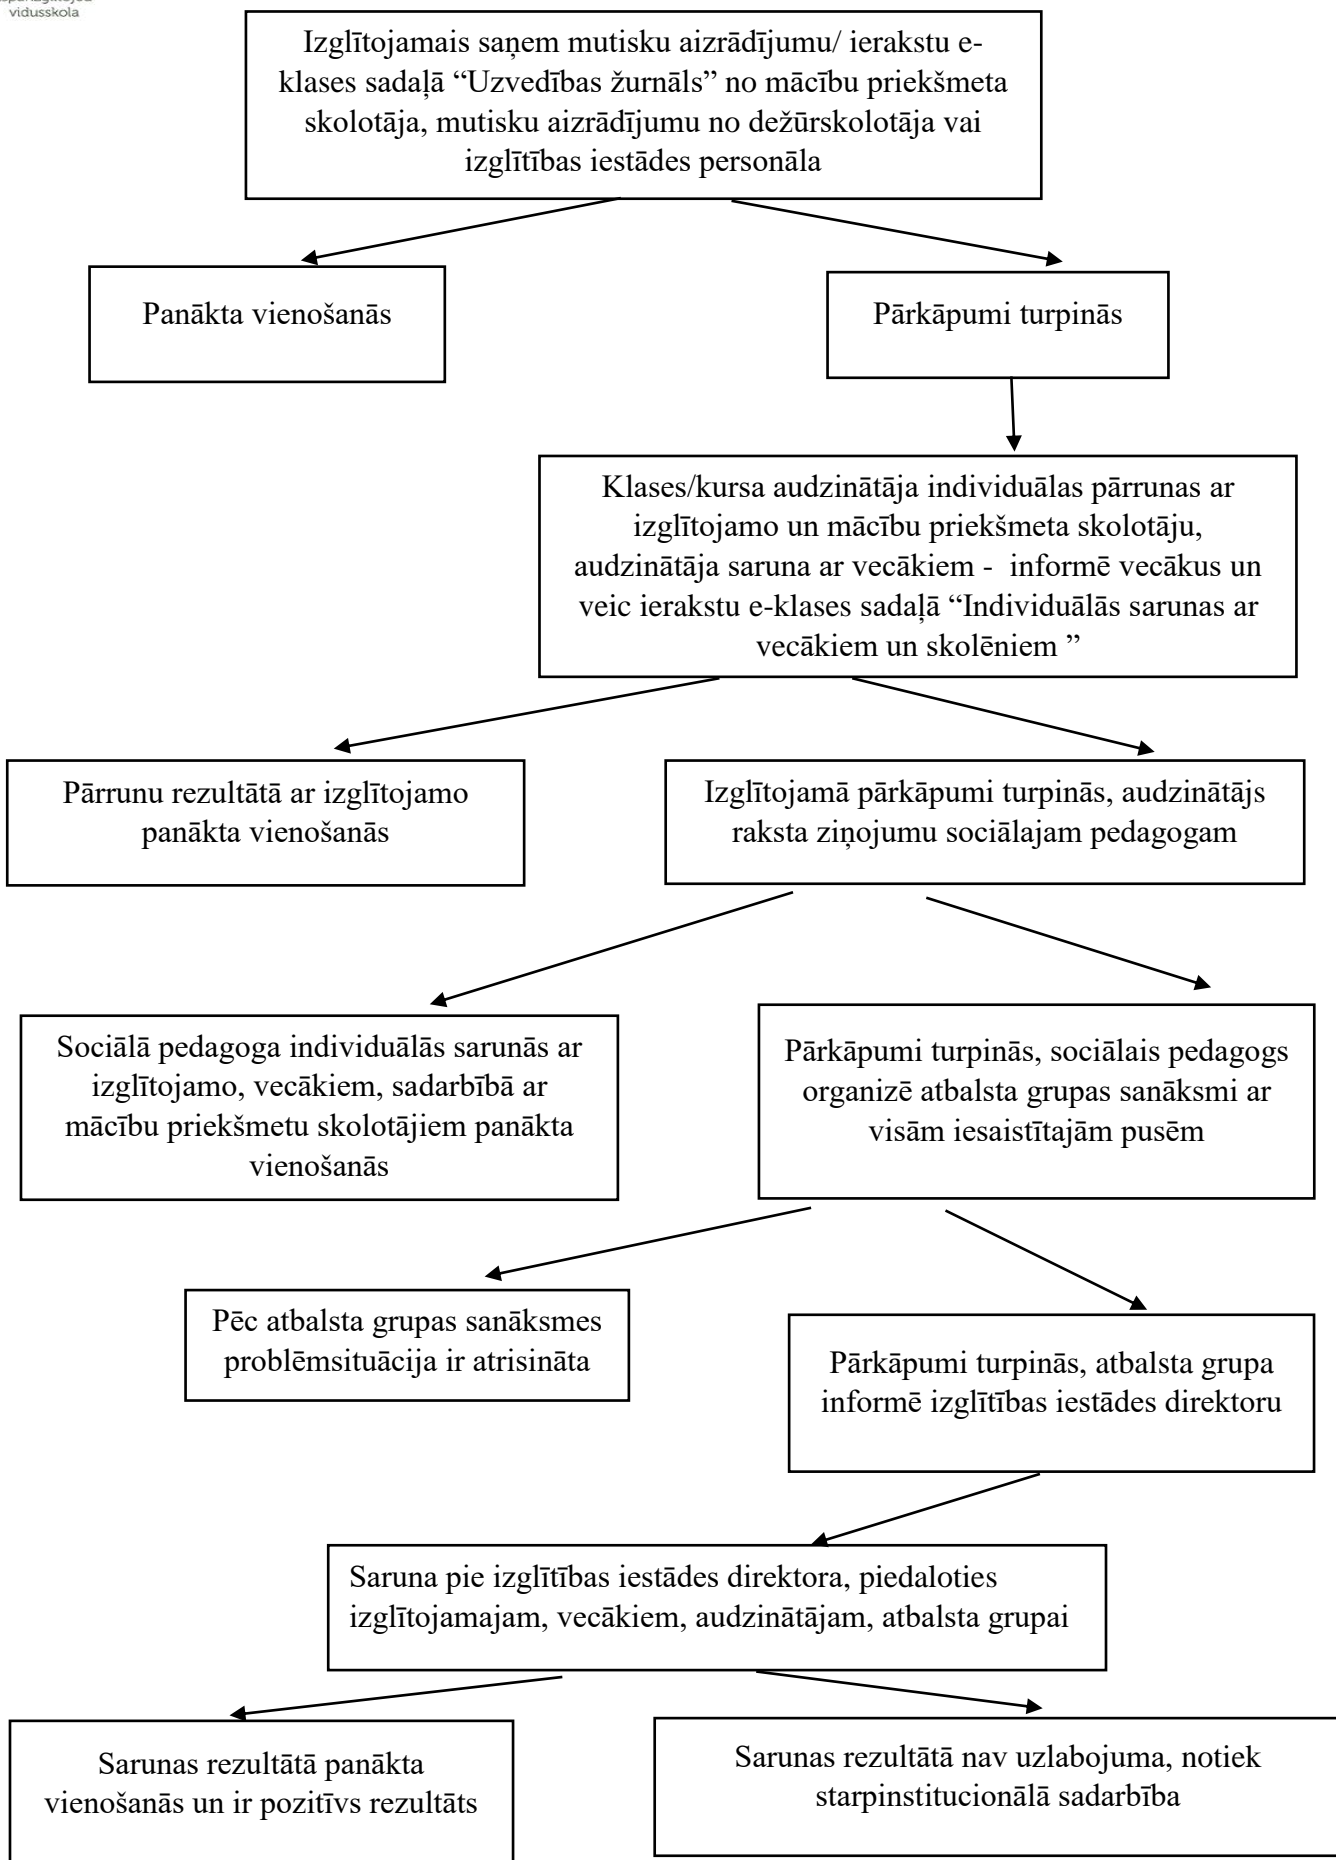 vidusskola
Izglītojamais saņem mutisku aizrādījumu/ ierakstu e-
klases sadaļā “Uzvedības žurnāls” no mācību priekšmeta
skolotāja, mutisku aizrādījumu no dežūrskolotāja vai
izglītības iestādes personāla
Panākta vienošanās
Pārkāpumi turpinās
Klases/kursa audzinātāja individuālas pārrunas ar
izglītojamo un mācību priekšmeta skolotāju,
audzinātāja saruna ar vecākiem -  informē vecākus un
veic ierakstu e-klases sadaļā “Individuālās sarunas ar
vecākiem un skolēniem ”
Pārrunu rezultātā ar izglītojamo
panākta vienošanās
Izglītojamā pārkāpumi turpinās, audzinātājs
raksta ziņojumu sociālajam pedagogam
Sociālā pedagoga individuālās sarunās ar
izglītojamo, vecākiem, sadarbībā ar
mācību priekšmetu skolotājiem panākta
vienošanās
Pārkāpumi turpinās, sociālais pedagogs
organizē atbalsta grupas sanāksmi ar
visām iesaistītajām pusēm
Pēc atbalsta grupas sanāksmes
problēmsituācija ir atrisināta
Pārkāpumi turpinās, atbalsta grupa
informē izglītības iestādes direktoru
Saruna pie izglītības iestādes direktora, piedaloties
izglītojamajam, vecākiem, audzinātājam, atbalsta grupai
Sarunas rezultātā panākta
vienošanās un ir pozitīvs rezultāts
Sarunas rezultātā nav uzlabojuma, notiek
starpinstitucionālā sadarbība